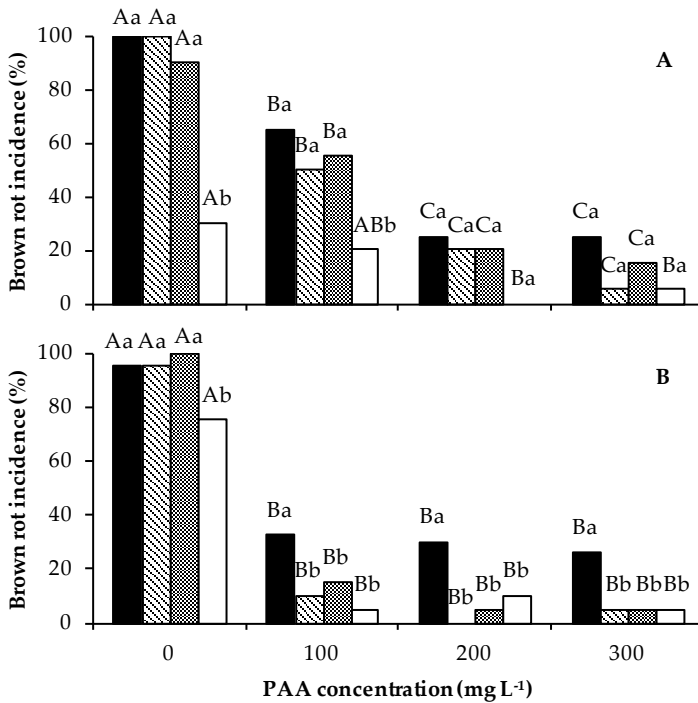 Brown rot incidence (%)
100
80
60
40
20
0
Aa Aa
Aa
Ab
Ba
Ba
Ba
ABb
Ca
Ca Ca
Ba
Ca
Ca
Ca
Ba
A
Brown rot incidence (%)
100
80
60
40
20
0
Aa Aa Aa
Ab
Ba
Bb
Bb
Bb
Ba
Bb
Bb
Bb
Ba
Bb Bb Bb
B
0 100 200 300
PAA concentration (mg L⁻¹)